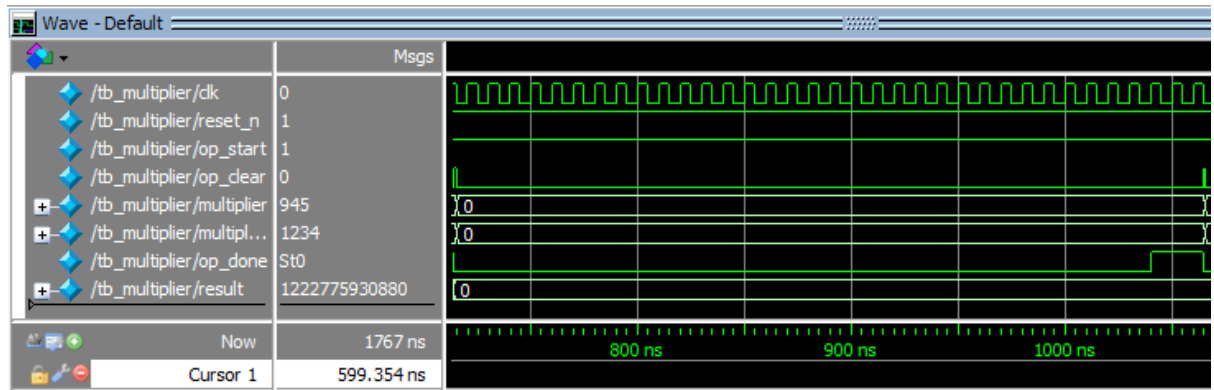 Wave - Default
Msgs
/tb_multiplier/clk 0
/tb_multiplier/reset_n 1
/tb_multiplier/op_start 1
/tb_multiplier/op_clear 0
/tb_multiplier/multiplier 945 0
/tb_multiplier/multipl... 1234 0
/tb_multiplier/op_done St0
/tb_multiplier/result 1222775930880 0
Now 1767 ns 800 ns 900 ns 1000 ns
Cursor 1 599.354 ns